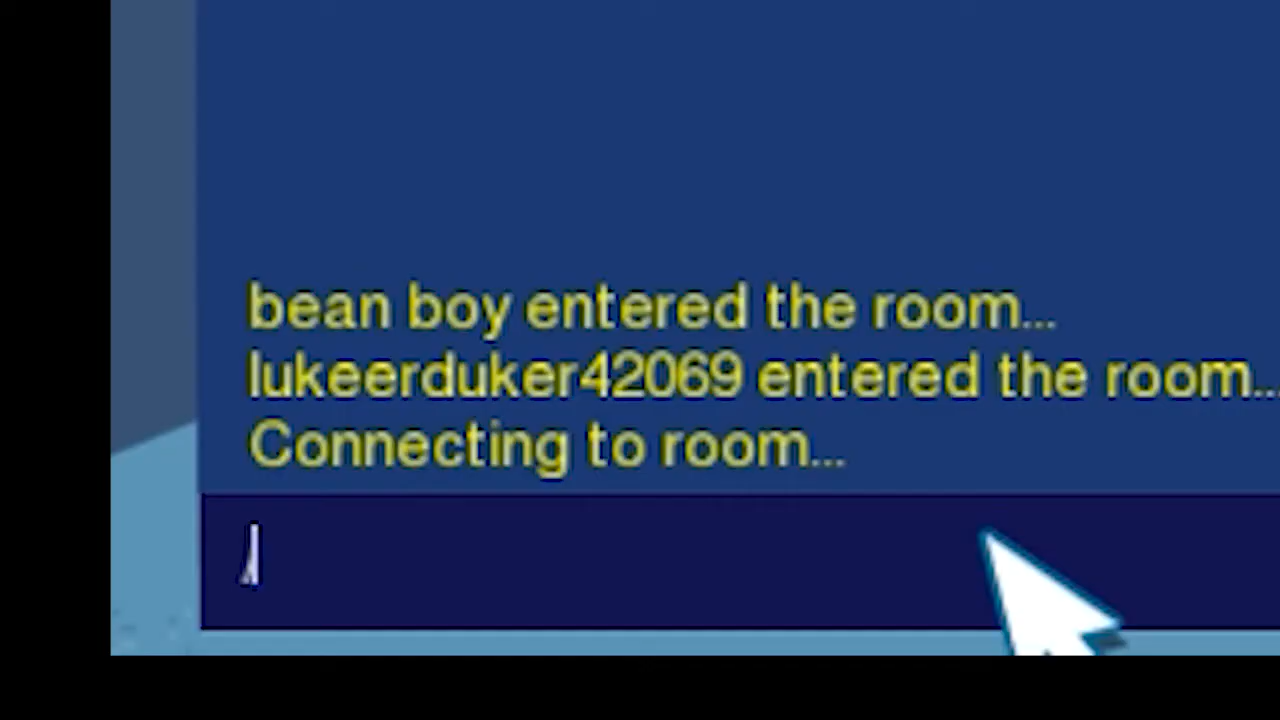 bean boy entered the room...
lukeerduker42069 entered the room...
Connecting to room...